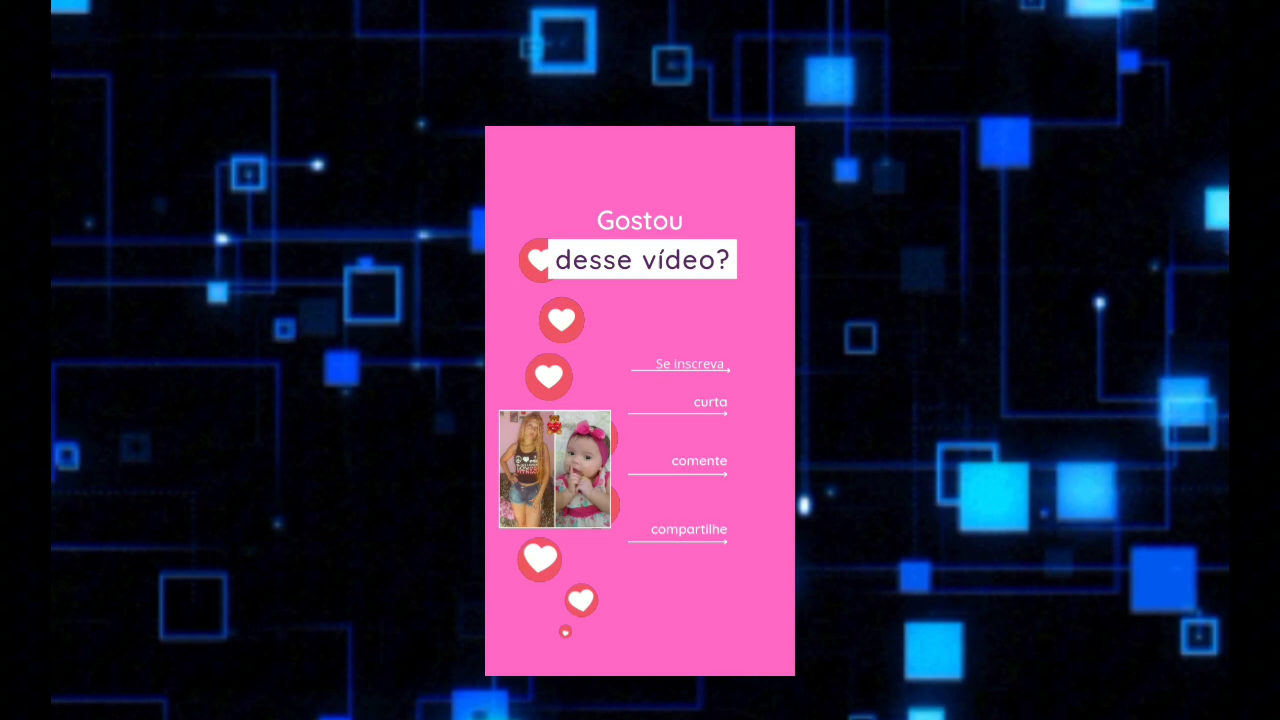 Gostou
desse vídeo?
Se inscreva
curta
comente
compartilhe